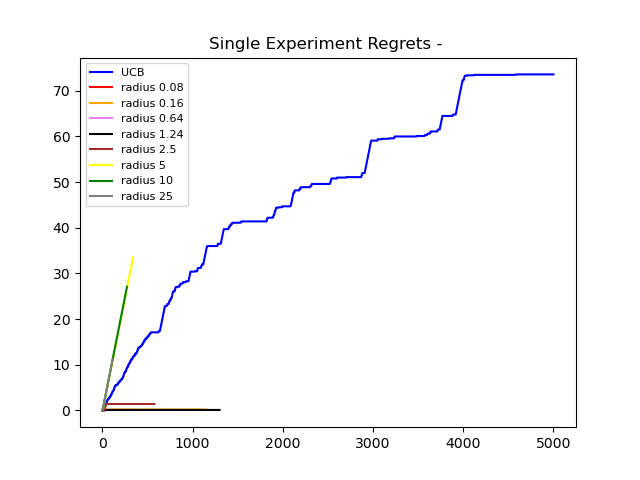 Single Experiment Regrets -
UCB
radius 0.08
radius 0.16
radius 0.64
radius 1.24
radius 2.5
radius 5
radius 10
radius 25
70
60
50
40
30
20
10
0
0 1000 2000 3000 4000 5000